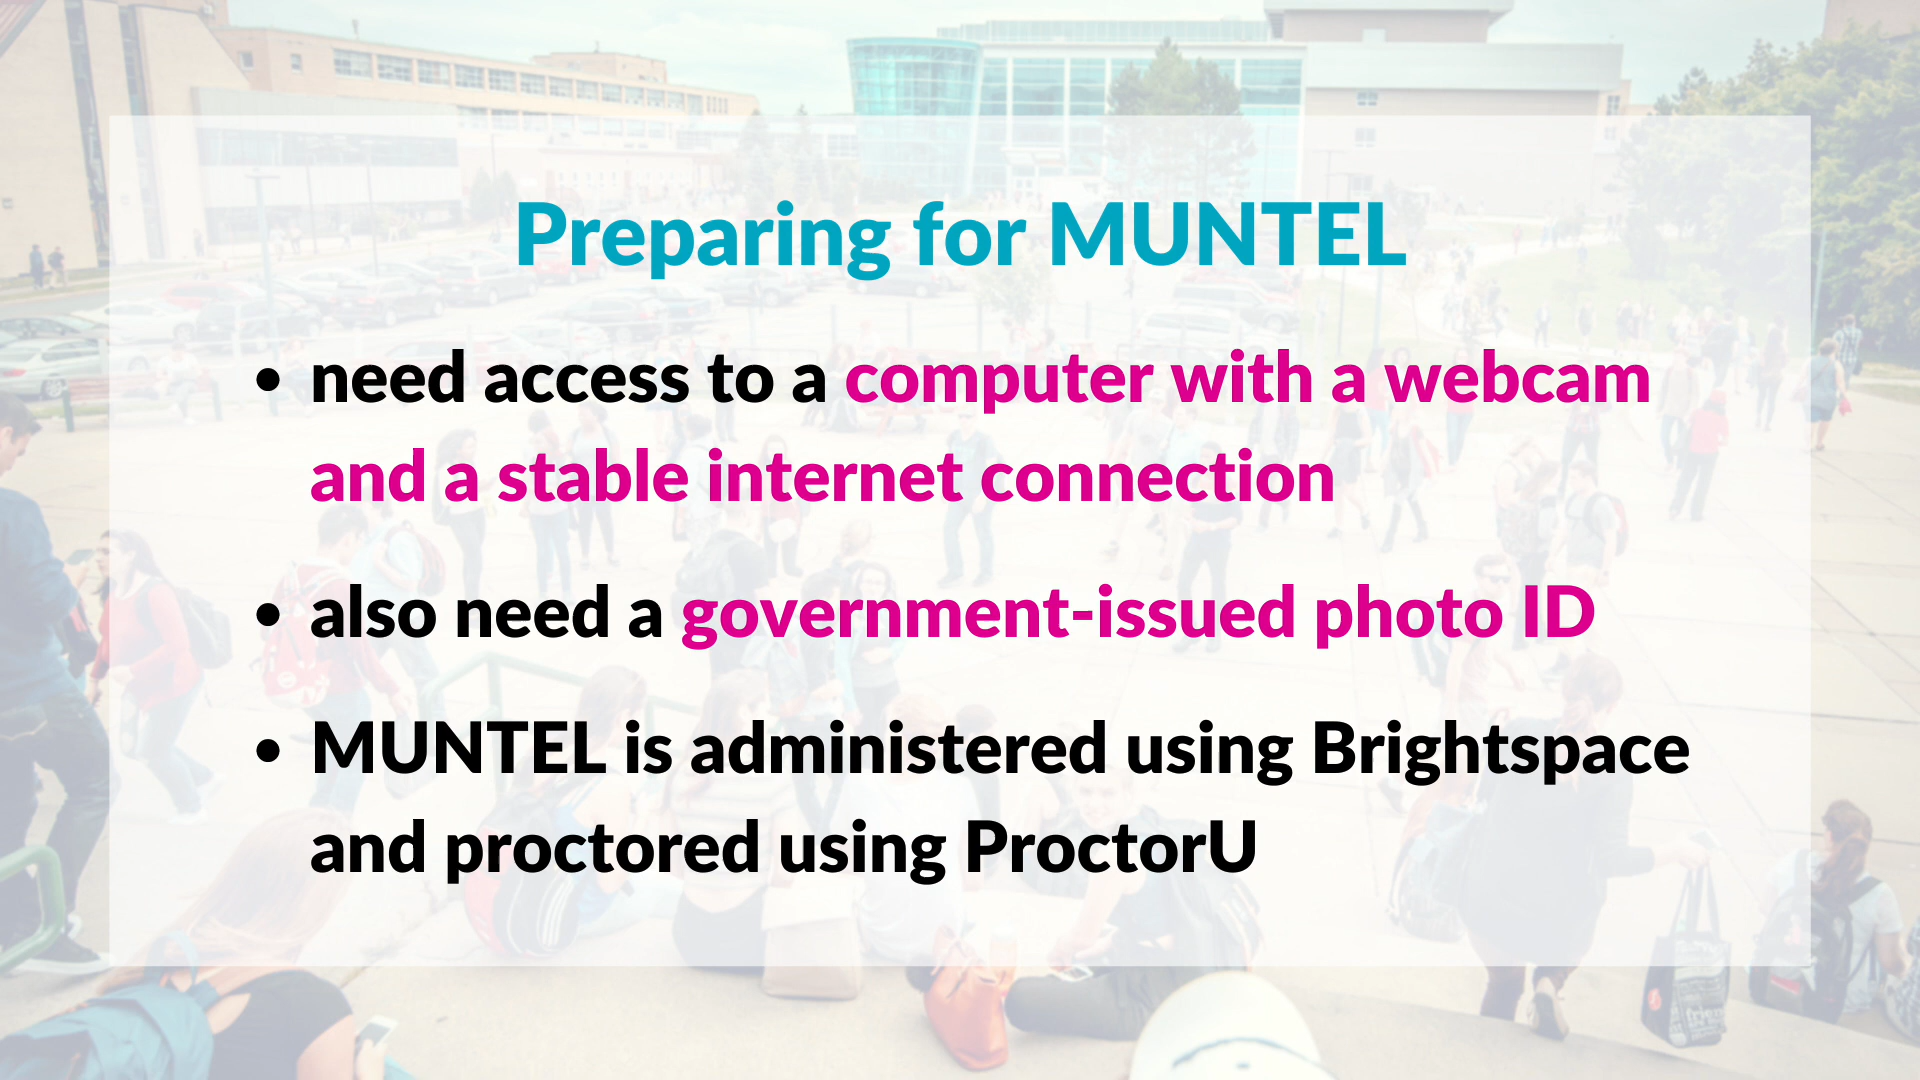 Preparing for MUNTEL
• need access to a computer with a webcam
and a stable internet connection
• also need a government-issued photo ID
• MUNTEL is administered using Brightspace
and proctored using ProctorU